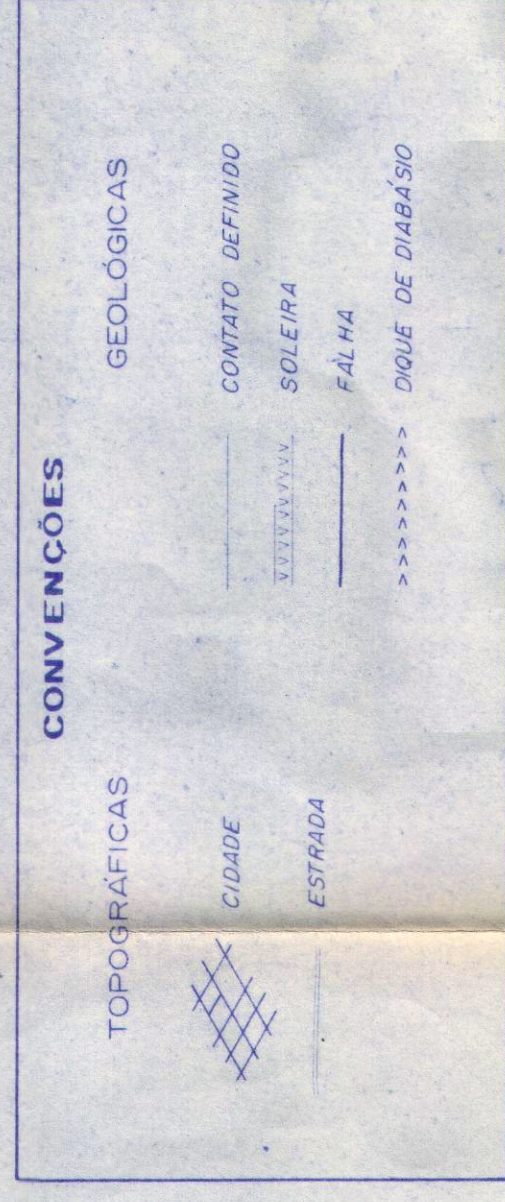 CONVENÇÕES
TOPOGRÁFICAS
CIDADE
ESTRADA
GEOLÓGICAS
CONTATO DEFINIDO
SOLEIRA
FALHA
DIQUE DE DIABÁSIO